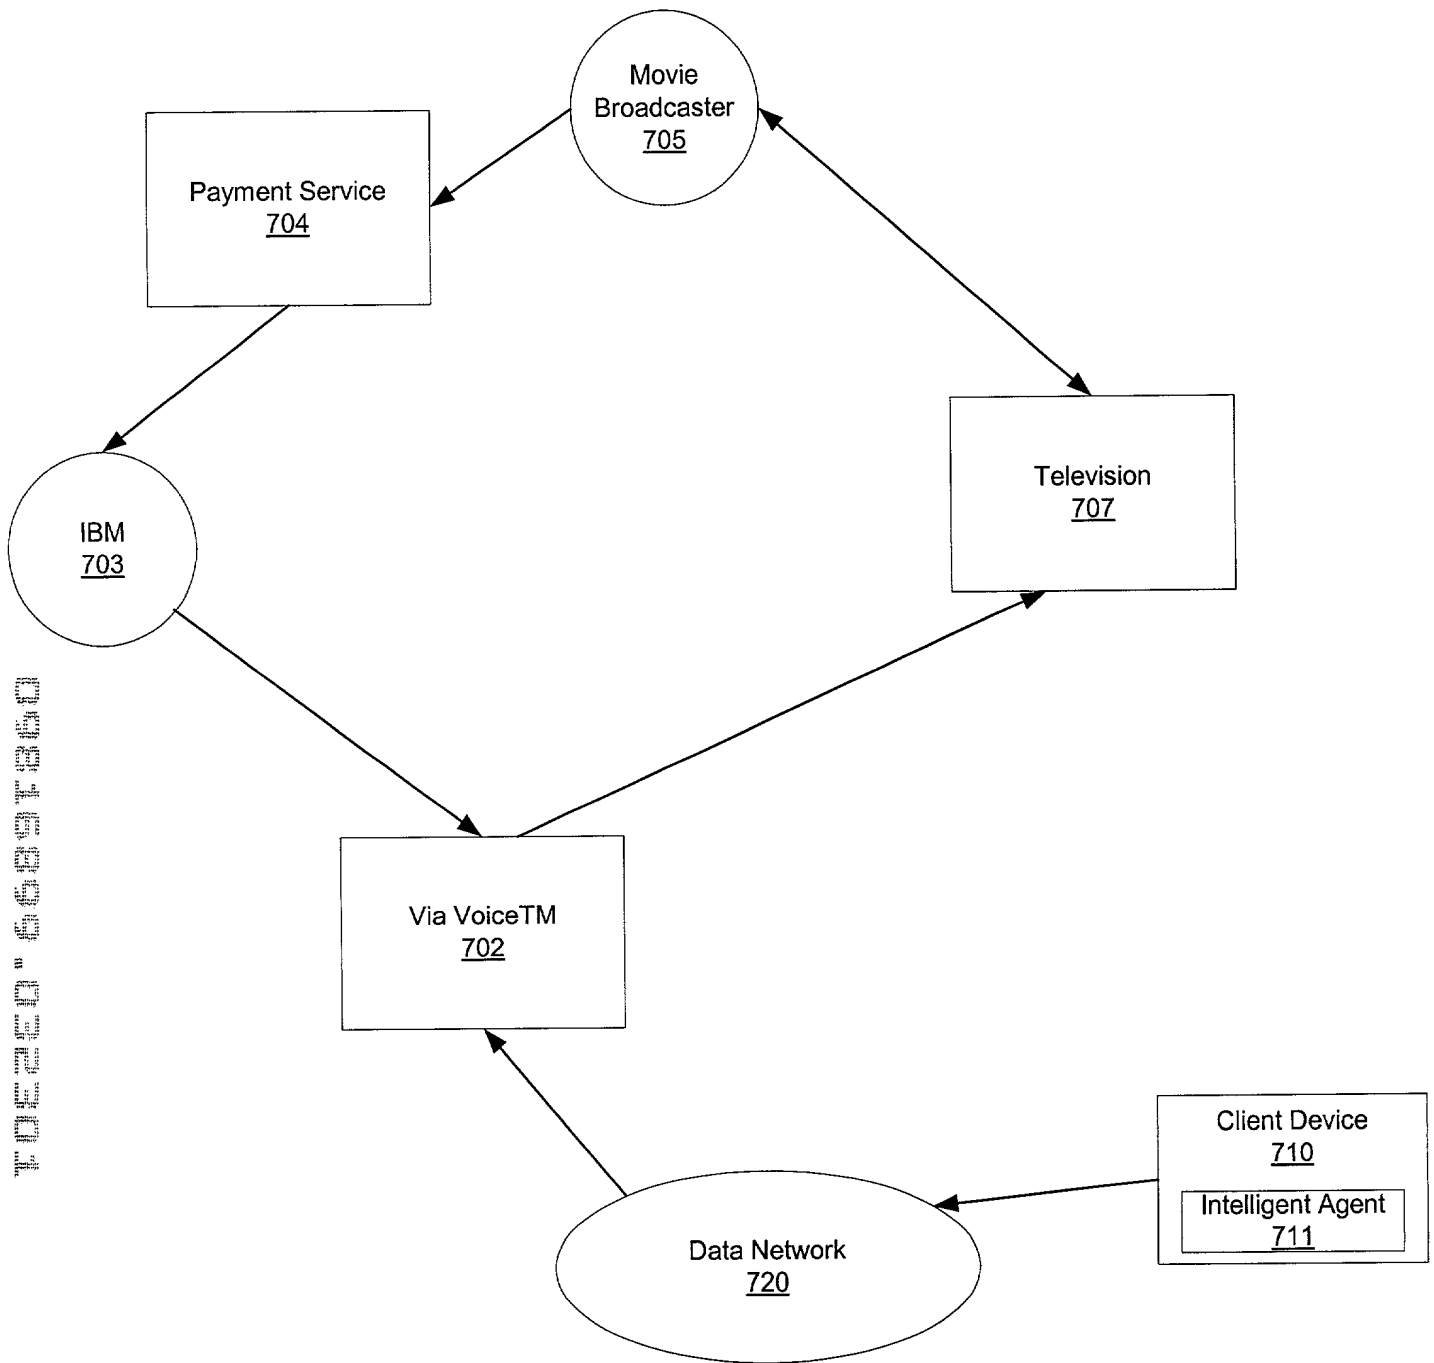 Movie
Broadcaster
705
Payment Service
704
Television
707
IBM
703
Via VoiceTM
702
Client Device
710
Intelligent Agent
711
Data Network
720